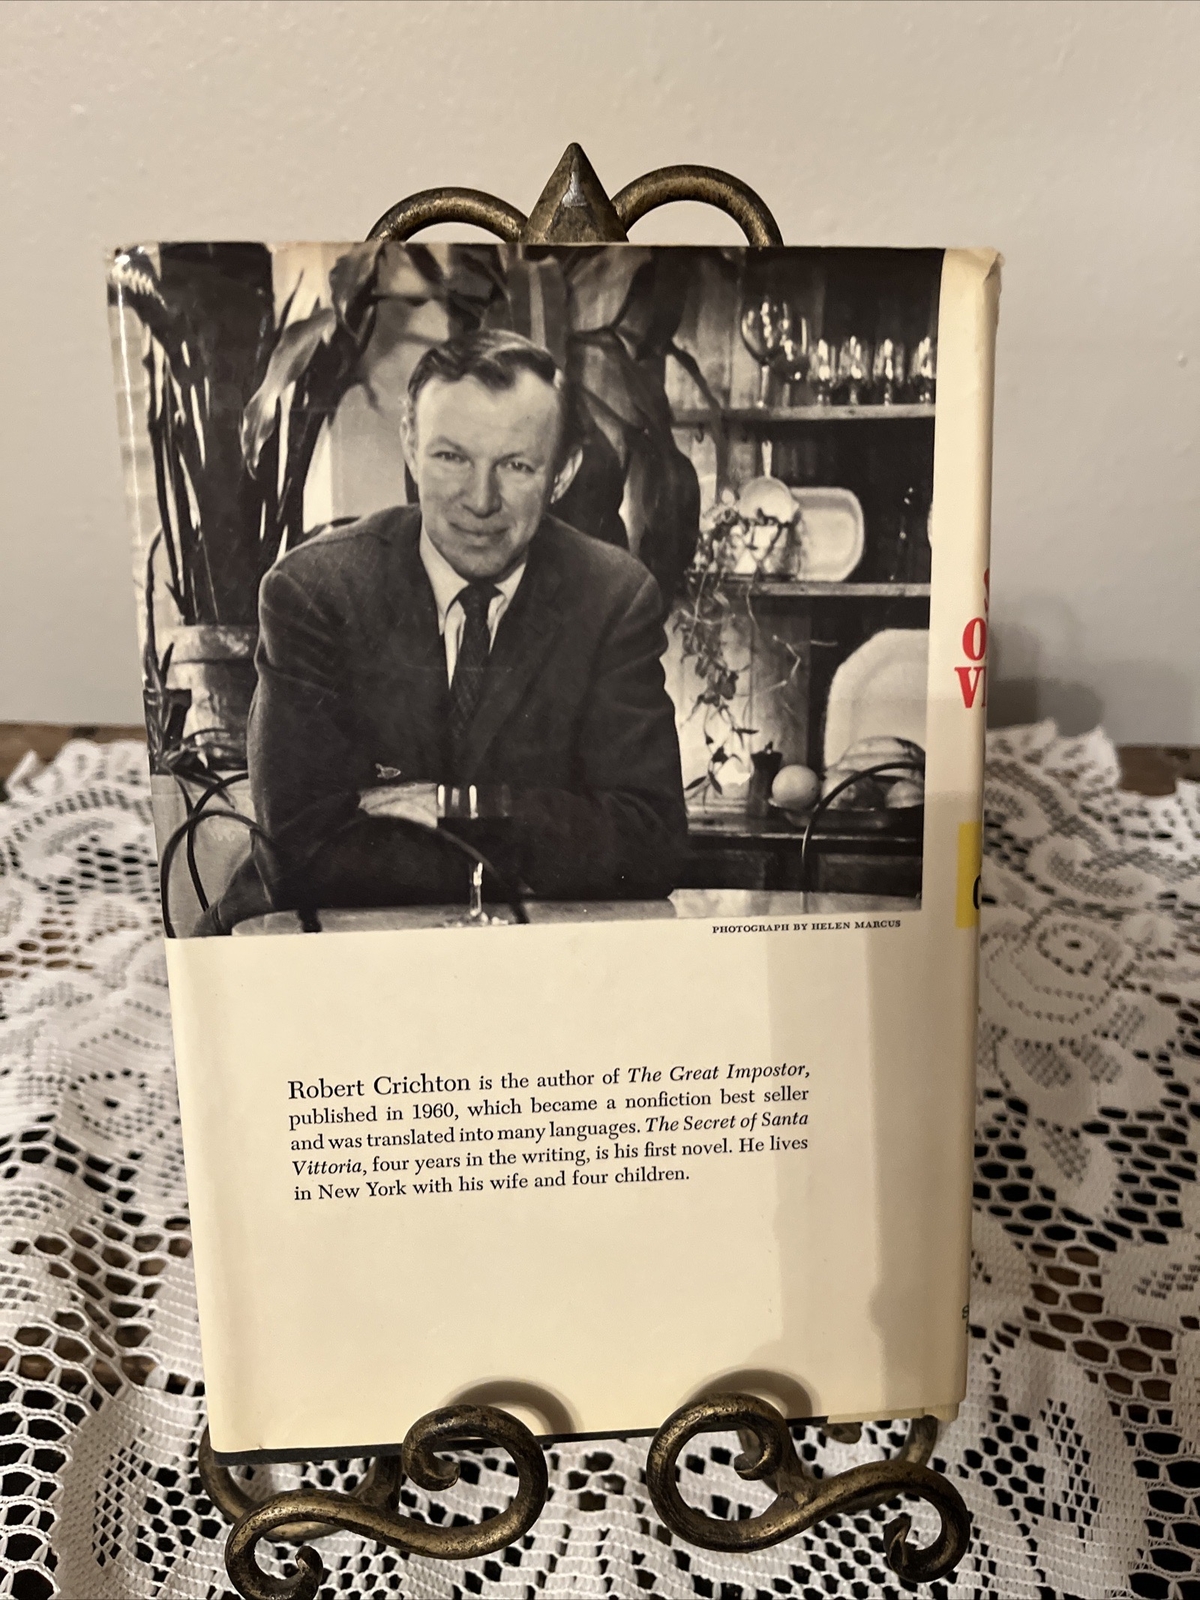 PHOTOGRAPH BY HELEN MARCUS
Robert Crichton is the author of The Great Impostor,
published in 1960, which became a nonfiction best seller
and was translated into many languages. The Secret of Santa
Vittoria, four years in the writing, is his first novel. He lives
in New York with his wife and four children.